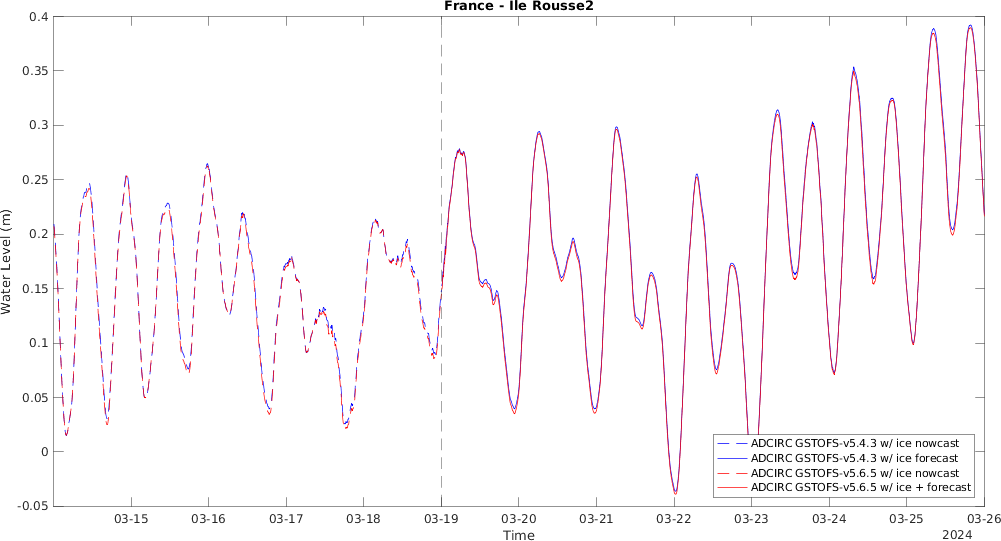 France - Ile Rousse2
Water Level (m)
0.4
0.35
0.3
0.25
0.2
0.15
0.1
0.05
0
-0.05
ADCIRC GSTOFS-v5.4.3 w/ ice nowcast
ADCIRC GSTOFS-v5.4.3 w/ ice forecast
ADCIRC GSTOFS-v5.6.5 w/ ice nowcast
ADCIRC GSTOFS-v5.6.5 w/ ice + forecast
03-15 03-16 03-17 03-18 03-19 03-20 03-21 03-22 03-23 03-24 03-25 03-26
Time
2024